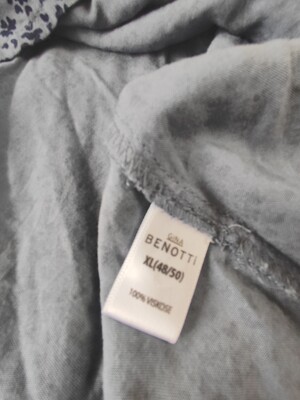 BENOTTI
XL(48/50)
100% VISKOSE